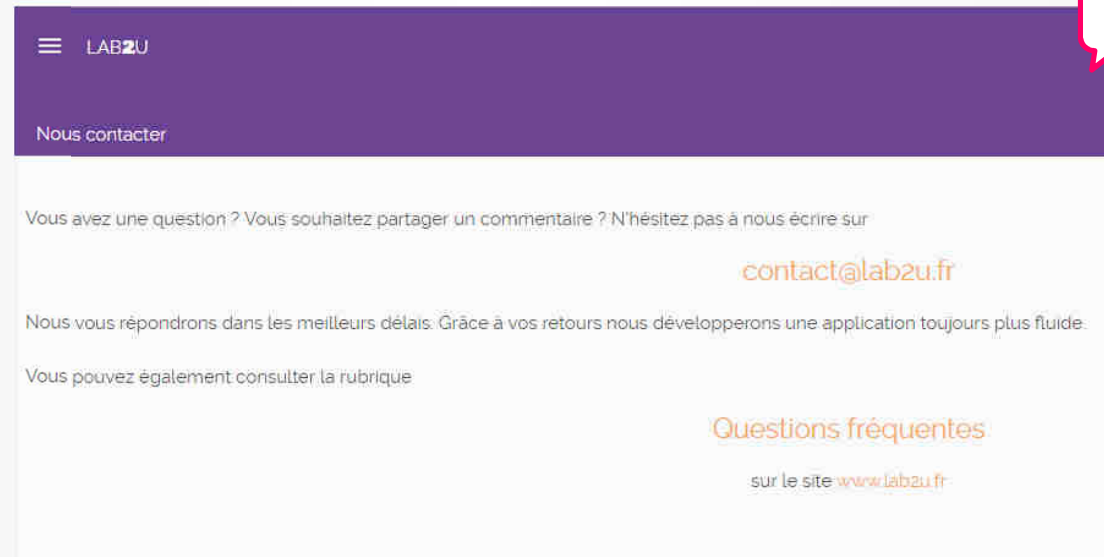 LAB2U
Nous contacter
Vous avez une question ? Vous souhaitez partager un commentaire ? N'hésitez pas à nous écrire sur
contact@lab2u.fr
Nous vous répondrons dans les meilleurs délais. Grâce à vos retours nous développerons une application toujours plus fluide.
Vous pouvez également consulter la rubrique
Questions fréquentes
sur le site www.lab2u.fr